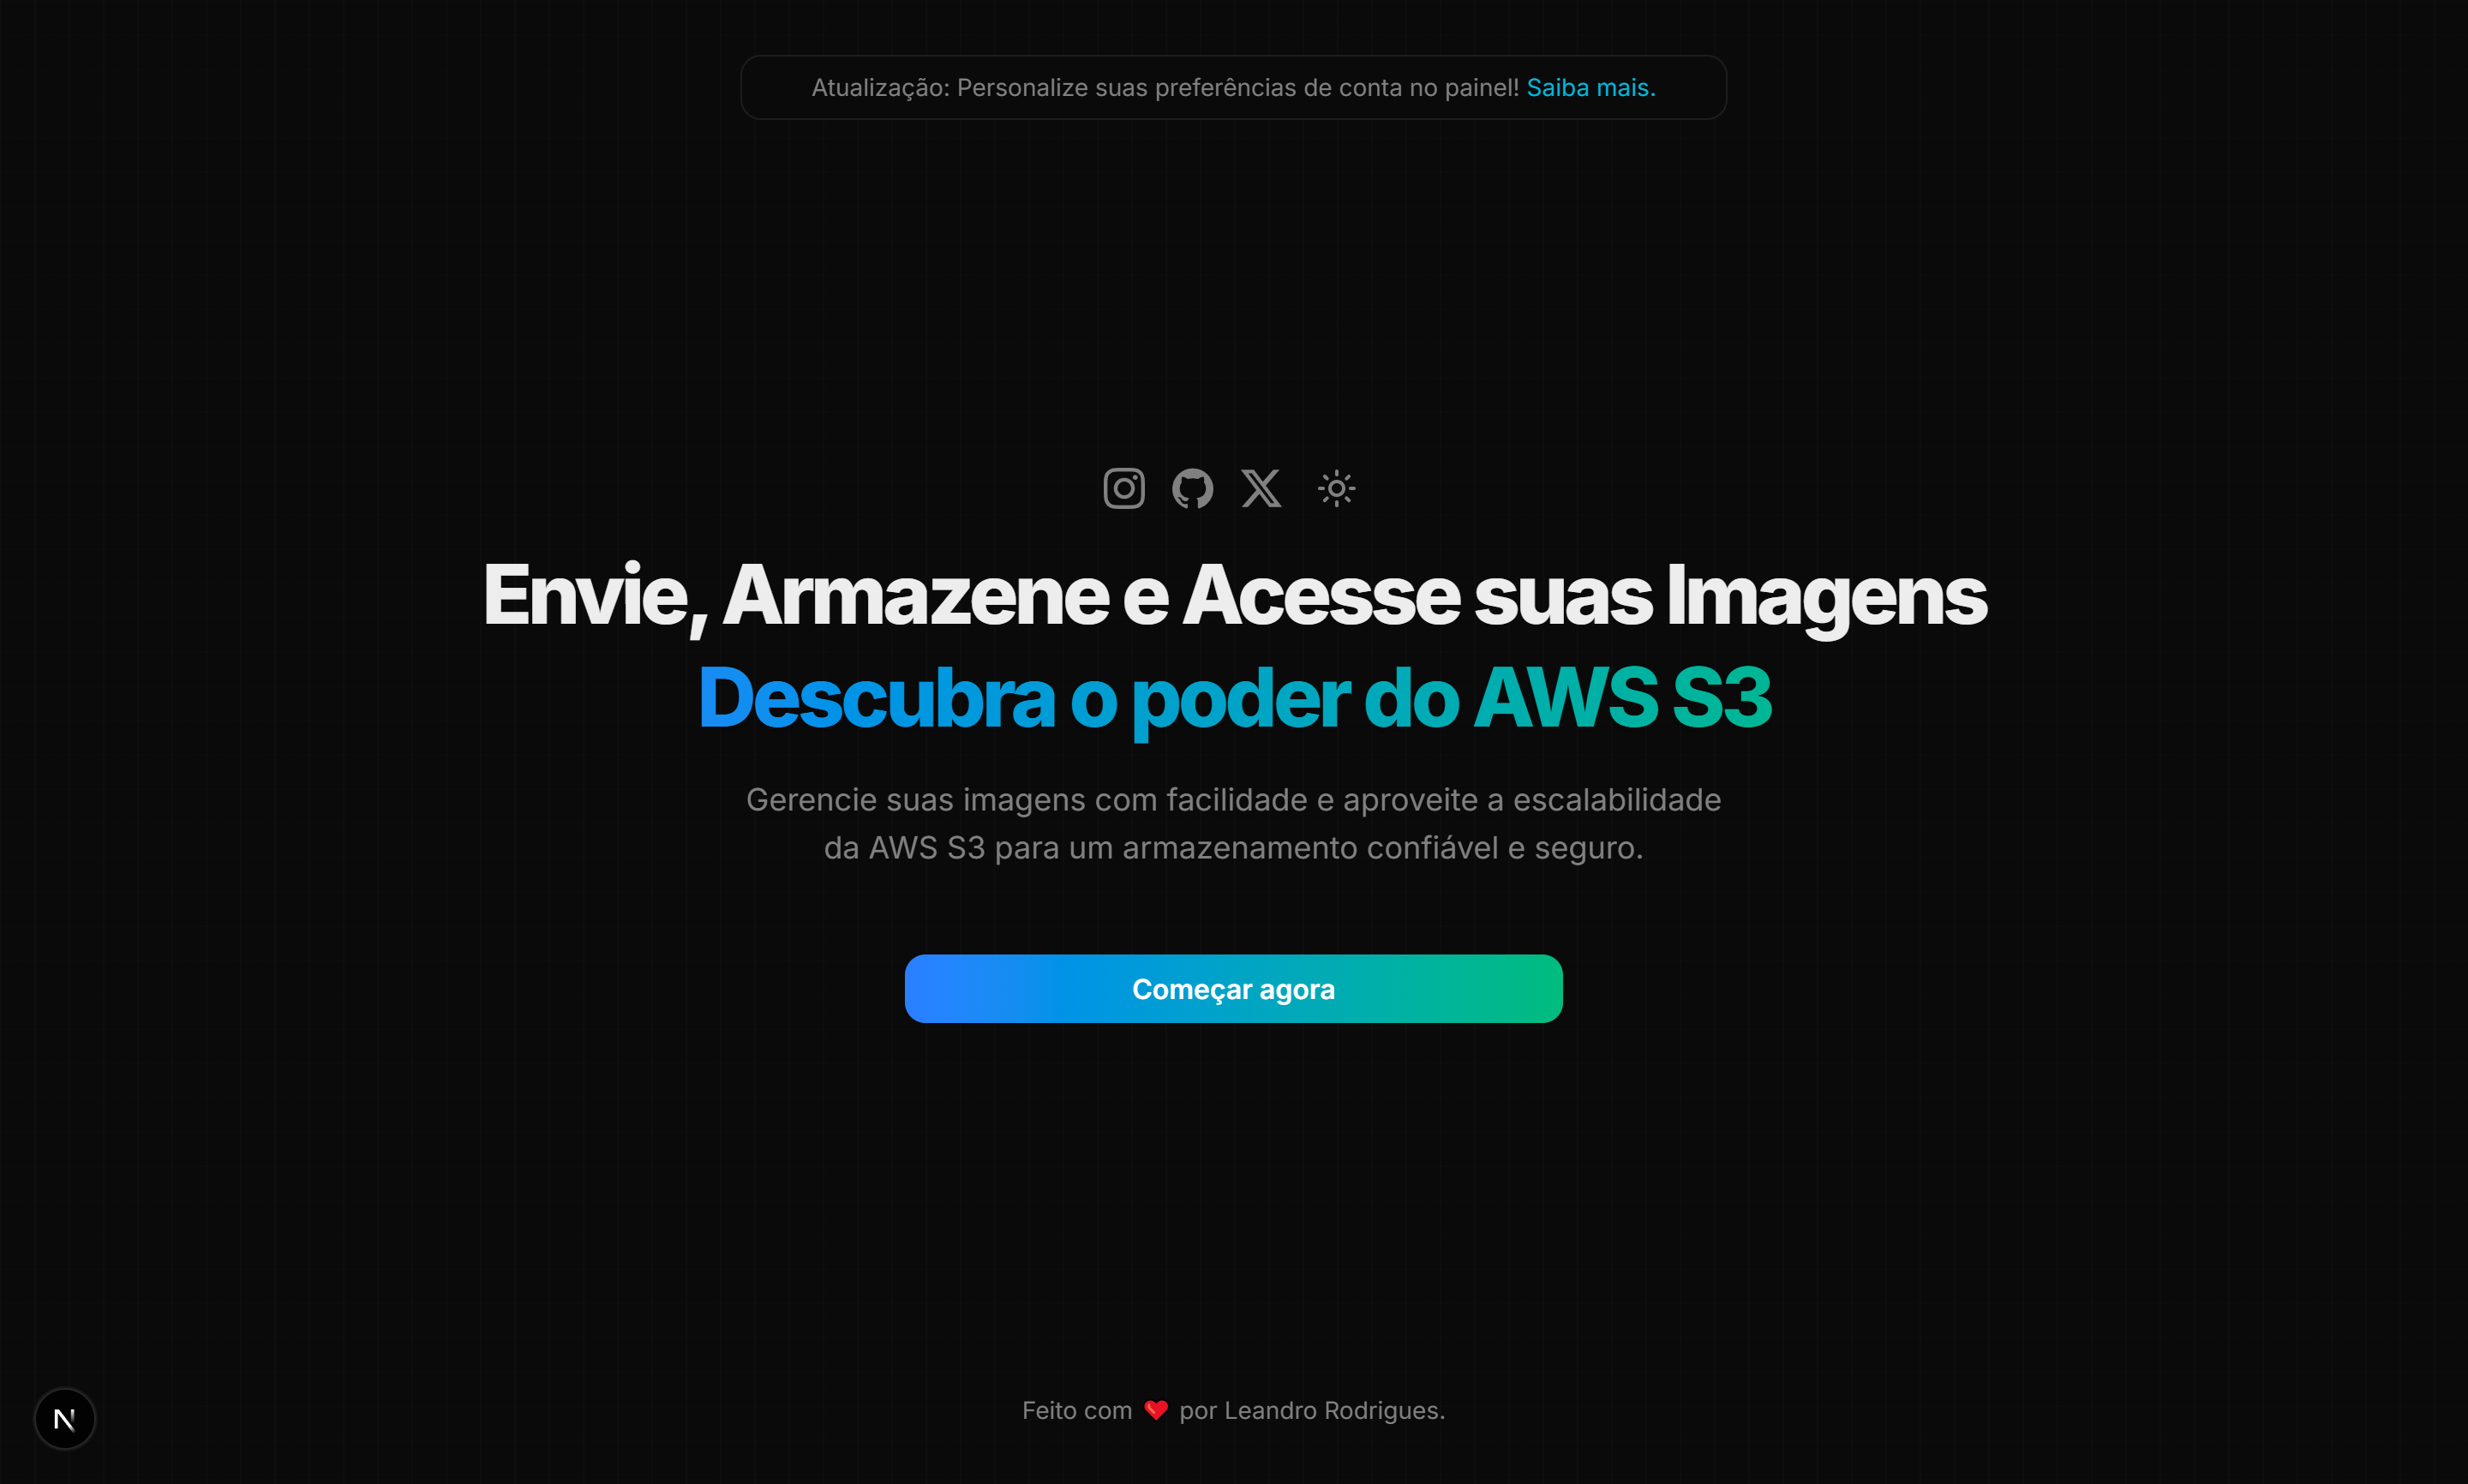 Atualização: Personalize suas preferências de conta no painel! Saiba mais.
Envie, Armazene e Acesse suas Imagens
Descubra o poder do AWS S3
Gerencie suas imagens com facilidade e aproveite a escalabilidade
da AWS S3 para um armazenamento confiável e seguro.
Começar agora
Feito com ❤️ por Leandro Rodrigues.
N